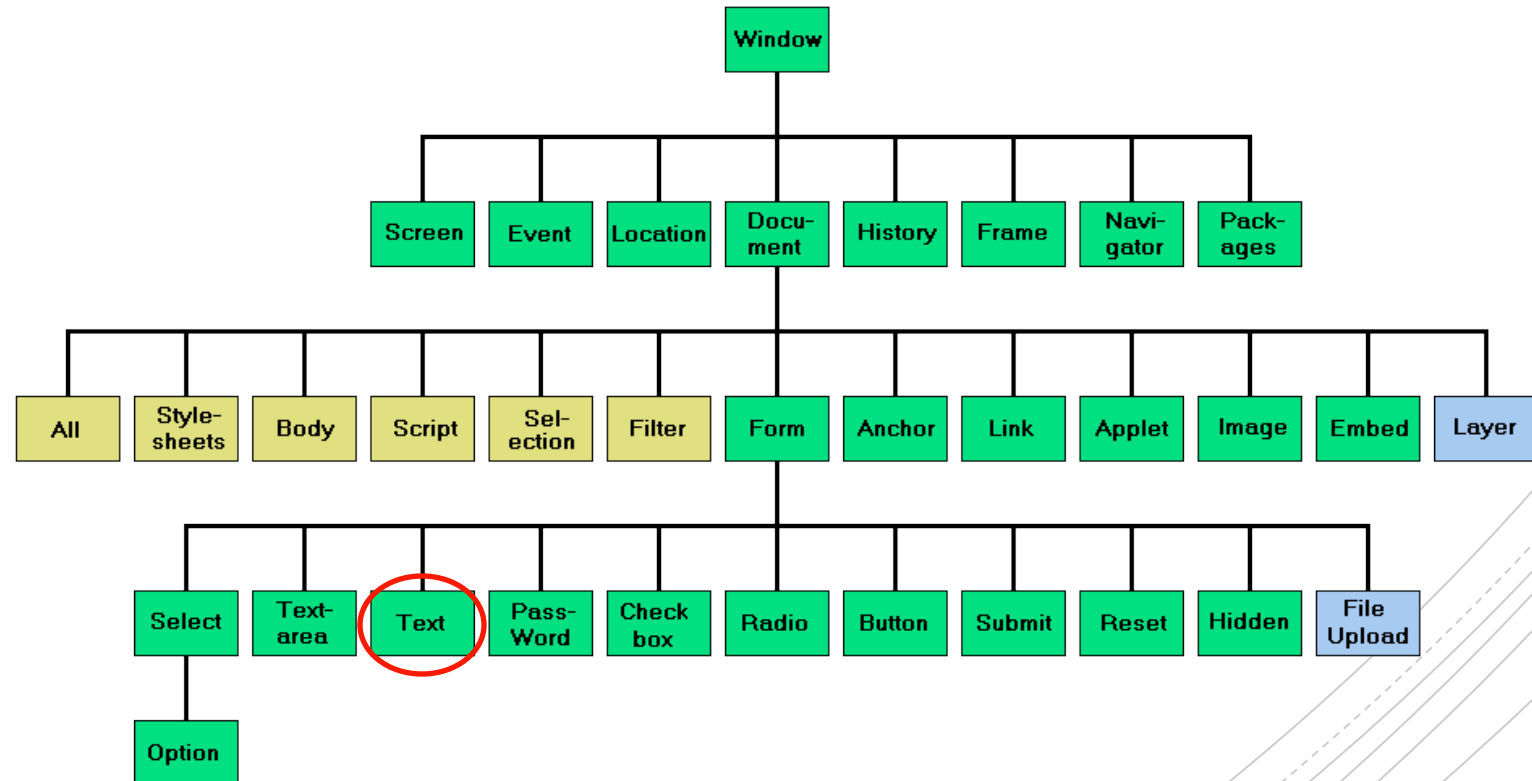 Window
Screen
Event
Location
Docu-
ment
History
Frame
Navi-
gator
Pack-
ages
All
Style-
sheets
Body
Script
Sel-
ection
Filter
Form
Anchor
Link
Applet
Image
Embed
Layer
Select
Text-
area
Text
Pass-
Word
Check
box
Radio
Button
Submit
Reset
Hidden
File
Upload
Option